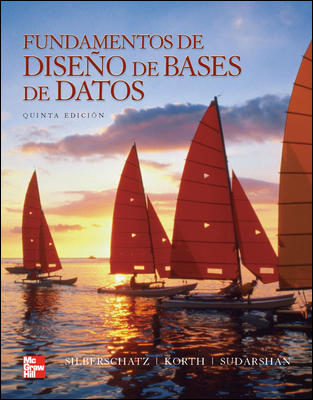 FUNDAMENTOS DE
DISEÑO DE BASES
DE DATOS
QUINTA EDICIÓN
Mc
Graw
Hill
SILBERSCHATZ | KORTH | SUDARSHAN